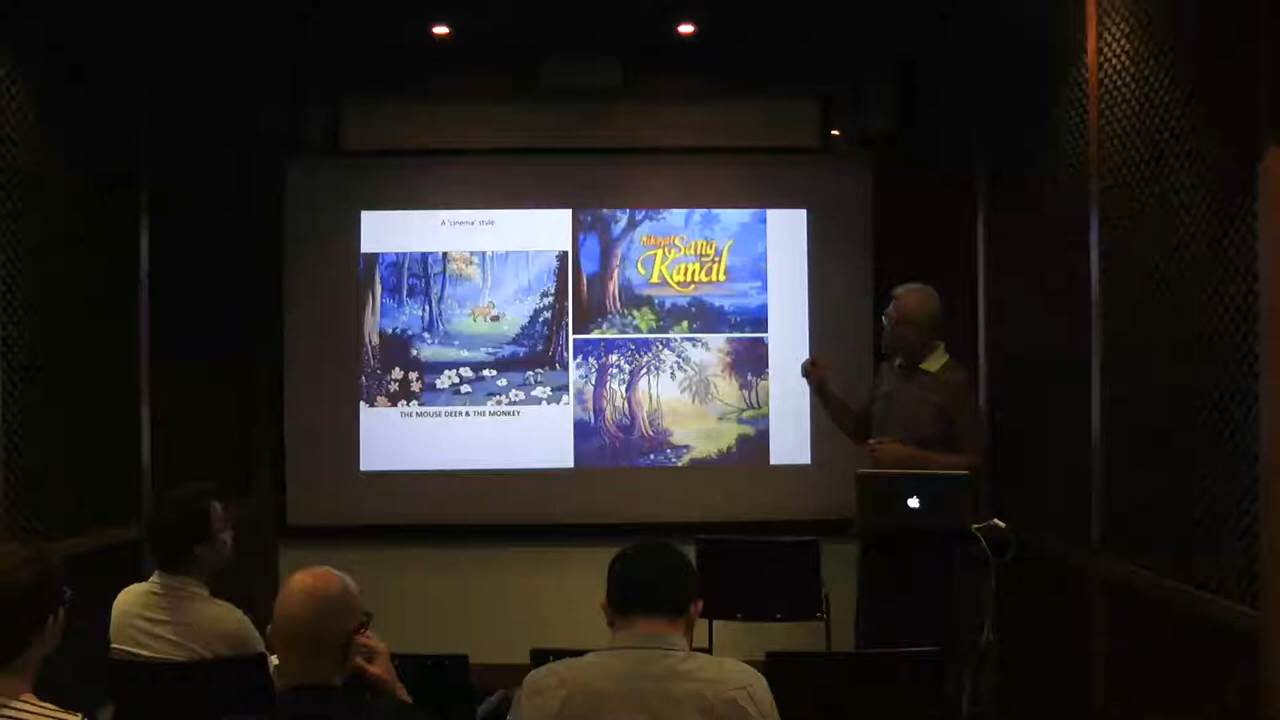 A 'cinema' style
Hikayat
Sang
Kancil
THE MOUSE DEER & THE MONKEY